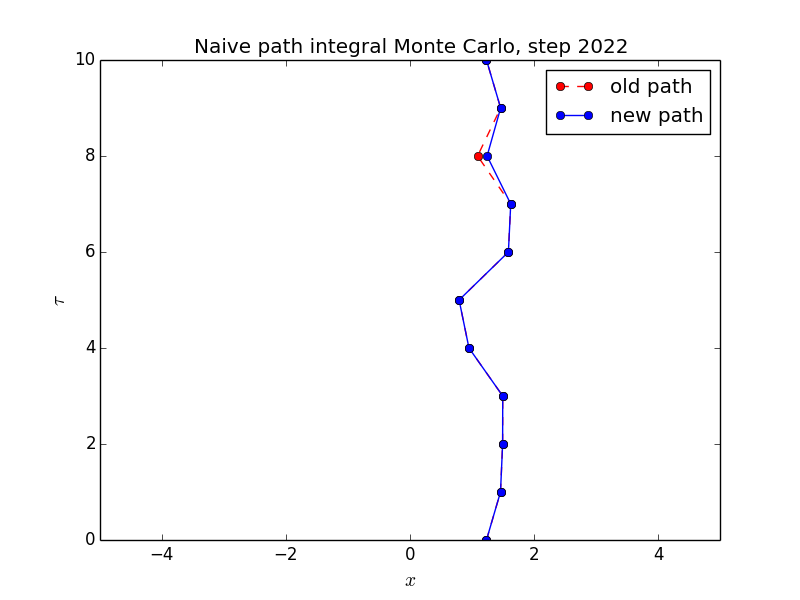 Naive path integral Monte Carlo, step 2022
old path
new path
10
8
6
4
2
0
τ
−4
−2
0
2
4
x